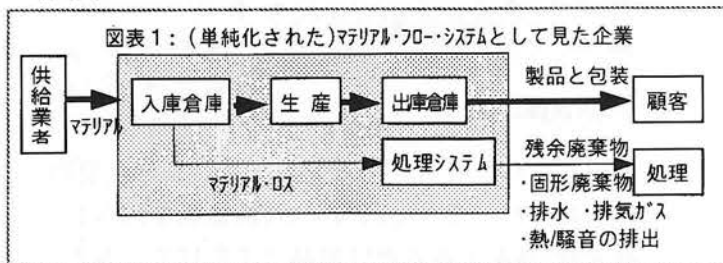 図表1:(単純化された)ﾏﾃﾘｱﾙ・ﾌﾛｰ・ｼｽﾃﾑとして見た企業
供給業者
ﾏﾃﾘｱﾙ
入庫倉庫
生 産
出庫倉庫
製品と包装
顧客
ﾏﾃﾘｱﾙ・ﾛｽ
処理ｼｽﾃﾑ
残余廃棄物
・固形廃棄物
・排水 ・排気ｶﾞｽ
・熱/騒音の排出
処理